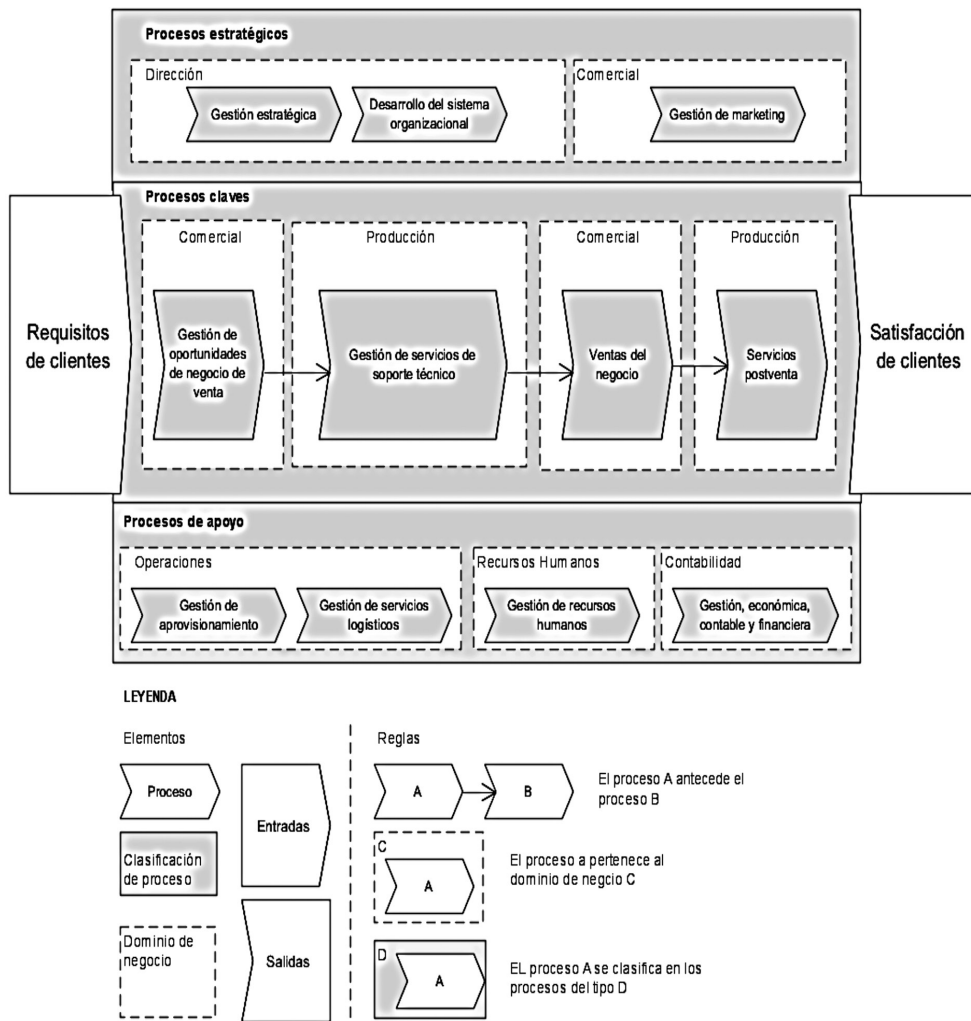 Procesos estratégicos
Dirección
Gestión estratégica
Desarrollo del sistema
organizacional
Comercial
Gestión de marketing
Procesos claves
Requisitos
de clientes
Comercial
Gestión de
oportunidades
de negocio de
venta
Producción
Gestión de servicios de
soporte técnico
Comercial
Ventas del
negocio
Producción
Servicios
postventa
Satisfacción
de clientes
Procesos de apoyo
Operaciones
Gestión de
aprovisionamiento
Gestión de servicios
logísticos
Recursos Humanos
Gestión de recursos
humanos
Contabilidad
Gestión, económica,
contable y financiera
LEYENDA
Elementos
Proceso
Entradas
Clasificación
de proceso
Dominio de
negocio
Salidas
Reglas
A
B
El proceso A antecede el
proceso B
C
A
El proceso a pertenece al
dominio de negcio C
D
A
EL proceso A se clasifica en los
procesos del tipo D